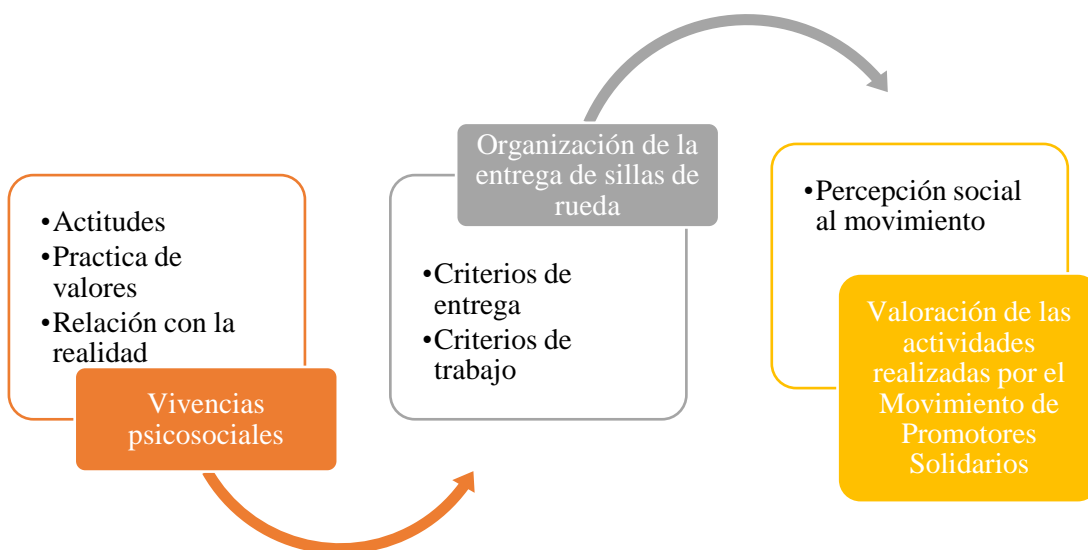 •Actitudes
•Practica de
valores
•Relación con la
realidad
Vivencias
psicosociales
Organización de la
entrega de sillas de
rueda
•Criterios de
entrega
•Criterios de
trabajo
•Percepción social
al movimiento
Valoración de las
actividades
realizadas por el
Movimiento de
Promotores
Solidarios